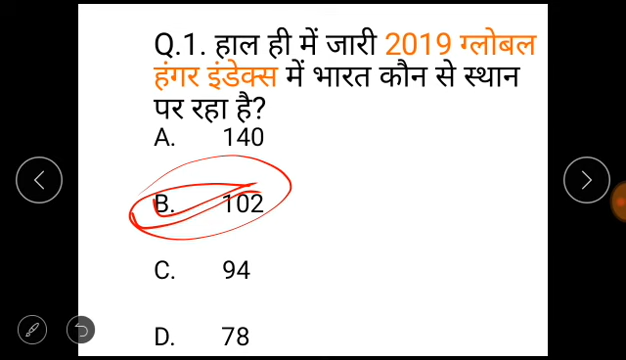 Q.1. हाल ही में जारी 2019 ग्लोबल
हंगर इंडेक्स में भारत कौन से स्थान
पर रहा है?
A. 140
B. 102
C. 94
D. 78